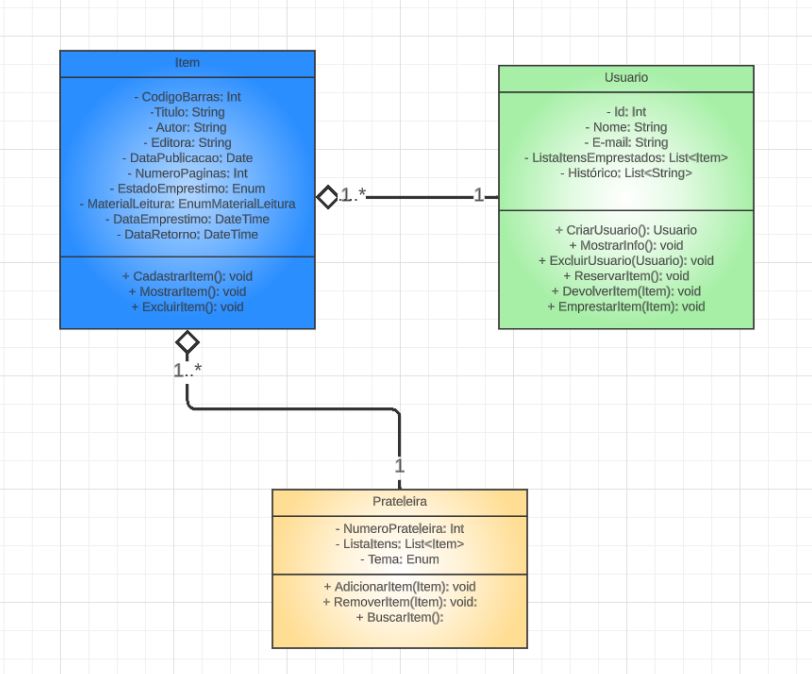 Item
- CodigoBarras: Int
-Titulo: String
- Autor: String
- Editora: String
- DataPublicacao: Date
- NumeroPaginas: Int
- EstadoEmprestimo: Enum
- MaterialLeitura: EnumMaterialLeitura
- DataEmprestimo: DateTime
- DataRetorno: DateTime
+ CadastrarItem(): void
+ MostrarItem(): void
+ ExcluirItem(): void
1..*
1
Usuario
- Id: Int
- Nome: String
- E-mail: String
- ListaItensEmprestados: List<Item>
- Histórico: List<String>
+ CriarUsuario(): Usuario
+ MostrarInfo(): void
+ ExcluirUsuario(Usuario): void
+ ReservarItem(): void
+ DevolverItem(Item): void
+ EmprestarItem(Item): void
1..*
1
Prateleira
- NumeroPrateleira: Int
- ListaItens: List<Item>
- Tema: Enum
+ AdicionarItem(Item): void
+ RemoverItem(Item): void:
+ BuscarItem():